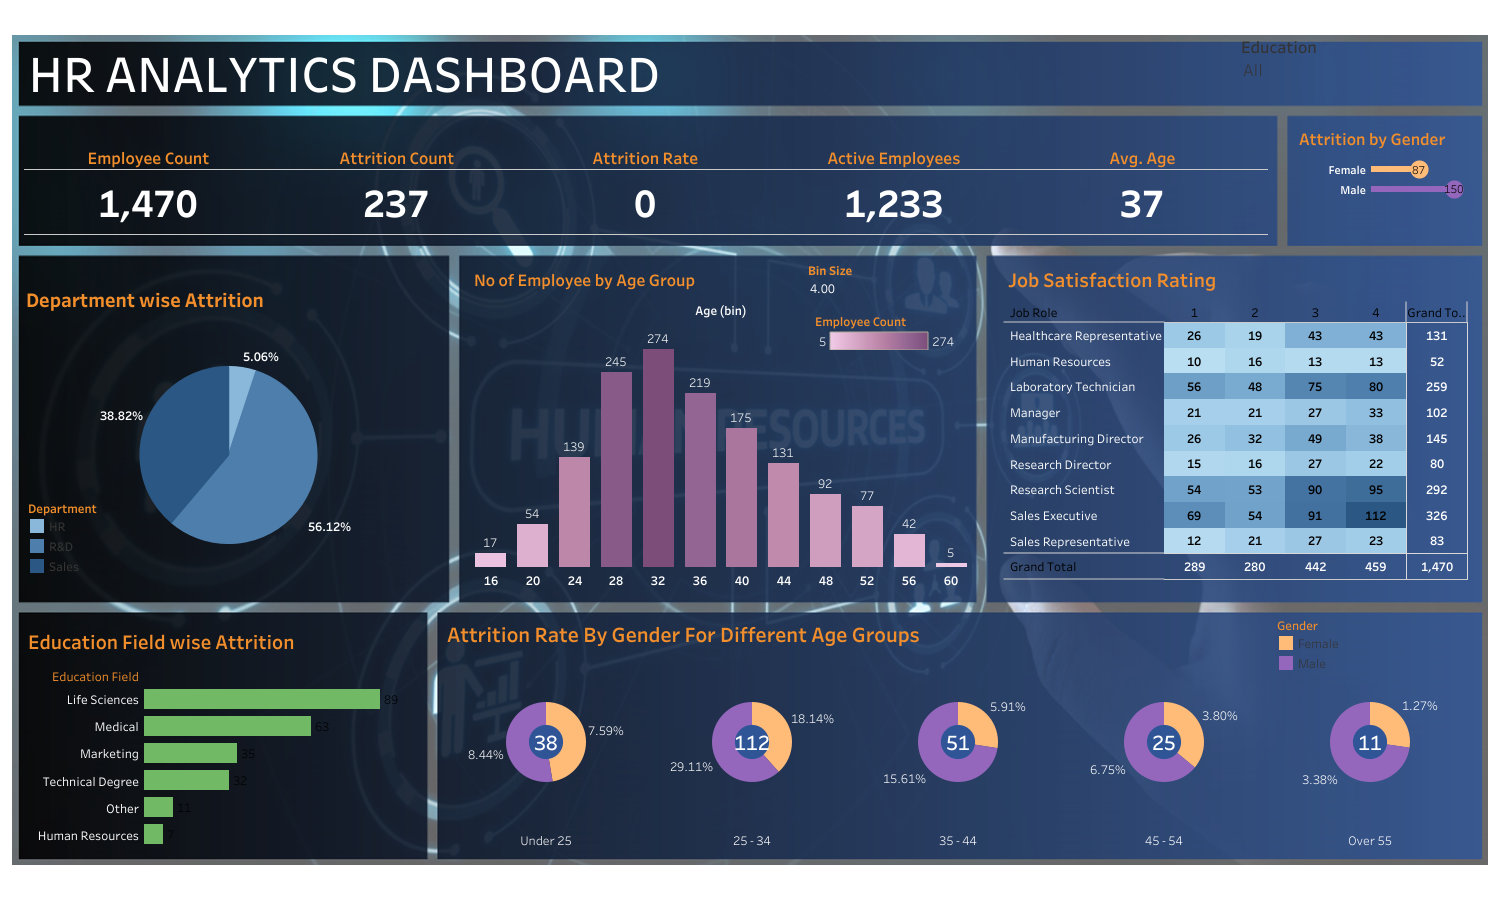 Education
All
HR ANALYTICS DASHBOARD
Employee Count Attrition Count Attrition Rate Active Employees Avg. Age
1,470 237 0 1,233 37
Attrition by Gender
Female 87
Male 150
Department wise Attrition
5.06%
38.82%
56.12%
Department
HR
R&D
Sales
No of Employee by Age Group
Bin Size
4.00
Age (bin)
Employee Count
5 274
17 54 139 245 274 219 175 131 92 77 42 5
16 20 24 28 32 36 40 44 48 52 56 60
HUMAN RESOURCES
Job Satisfaction Rating
Job Role 1 2 3 4 Grand To..
Healthcare Representative 26 19 43 43 131
Human Resources 10 16 13 13 52
Laboratory Technician 56 48 75 80 259
Manager 21 21 27 33 102
Manufacturing Director 26 32 49 38 145
Research Director 15 16 27 22 80
Research Scientist 54 53 90 95 292
Sales Executive 69 54 91 112 326
Sales Representative 12 21 27 23 83
Grand Total 289 280 442 459 1,470
Education Field wise Attrition
Education Field
Life Sciences 89
Medical 63
Marketing 35
Technical Degree 32
Other 11
Human Resources 7
Attrition Rate By Gender For Different Age Groups
Gender
Female
Male
7.59% 38 8.44%
18.14% 112 29.11%
5.91% 51 15.61%
3.80% 25 6.75%
1.27% 11 3.38%
Under 25 25 - 34 35 - 44 45 - 54 Over 55